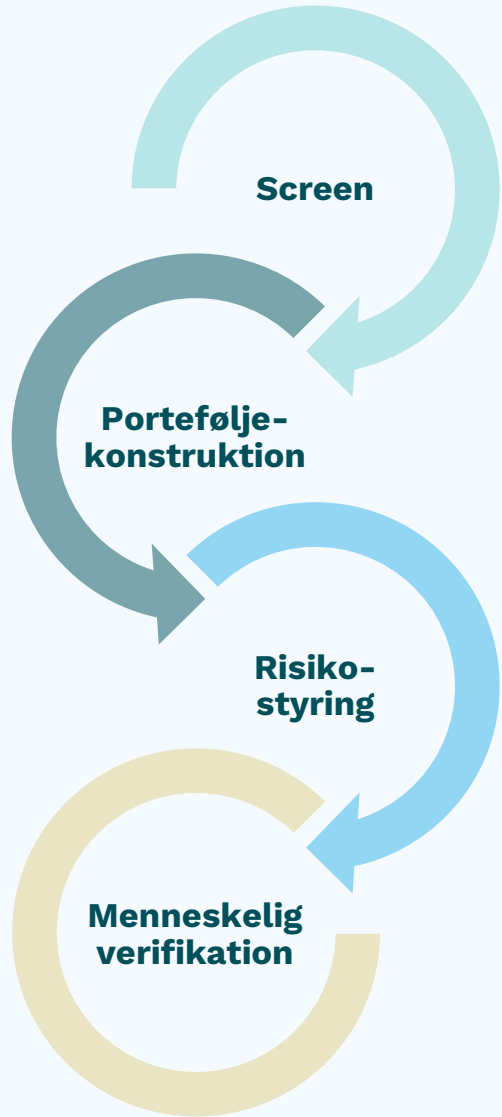 Screen
Portefølje-
konstruktion
Risiko-
styring
Menneskelig
verifikation